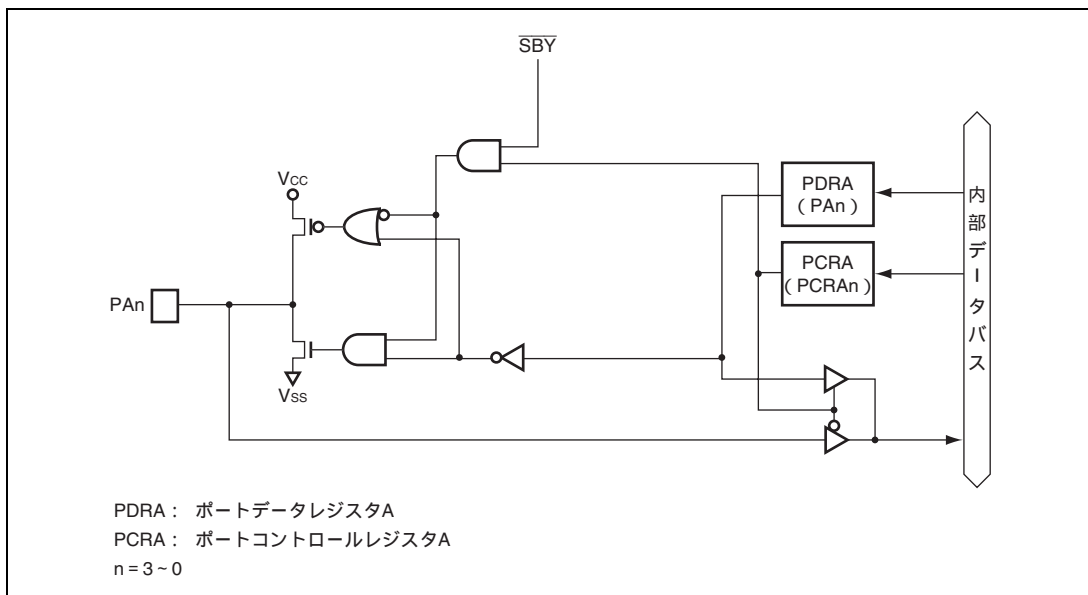 SBY
VCC
PDRA
(PAn)
PCRA
(PCRAn)
内部データバス
PAn
VSS
PDRA： ポートデータレジスタA
PCRA： ポートコントロールレジスタA
n = 3 ~ 0